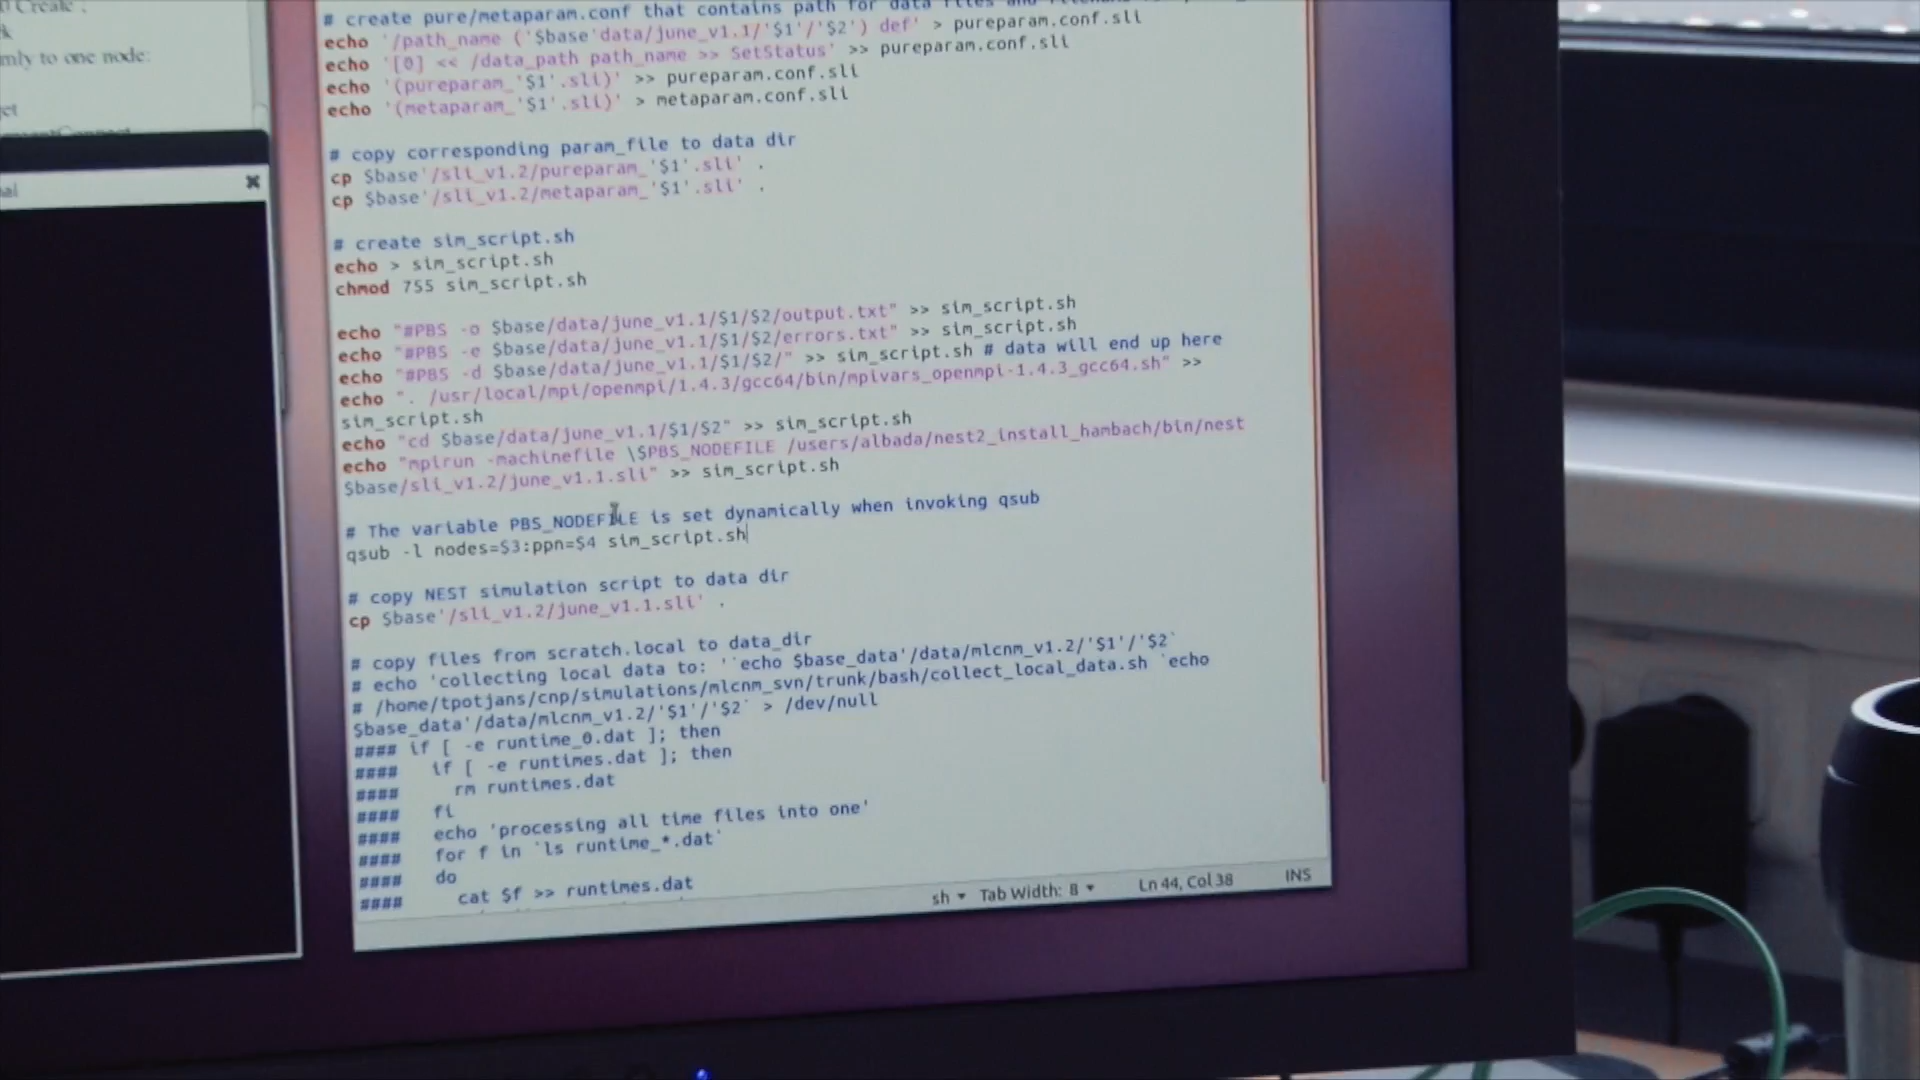 Create ;
to one node:
# create pure/metaparam.conf that contains path for data files and
echo '/path_name ('$base'data/june_v1.1/'$1'/'$2') def' > pureparam.conf.sli
echo '[0] << /data_path path_name >> SetStatus' >> pureparam.conf.sli
echo '(pureparam_'$1'.sli)' >> pureparam.conf.sli
echo '(metaparam_'$1'.sli)' > metaparam.conf.sli
# copy corresponding param_file to data dir
cp $base'/sli_v1.2/pureparam_'$1'.sli' .
cp $base'/sli_v1.2/metaparam_'$1'.sli' .
# create sim_script.sh
echo > sim_script.sh
chmod 755 sim_script.sh
echo "#PBS -o $base/data/june_v1.1/$1/$2/output.txt" >> sim_script.sh
echo "#PBS -e $base/data/june_v1.1/$1/$2/errors.txt" >> sim_script.sh
echo "#PBS -d $base/data/june_v1.1/$1/$2/" >> sim_script.sh # data will end up here
echo ". /usr/local/mpi/openmpi/1.4.3/gcc64/bin/mpivars_openmpi-1.4.3_gcc64.sh" >>
sim_script.sh
echo "cd $base/data/june_v1.1/$1/$2" >> sim_script.sh
echo "mpirun -machinefile \$PBS_NODEFILE /users/albada/nest2_install_hambach/bin/nest
$base/sli_v1.2/june_v1.1.sli" >> sim_script.sh
# The variable PBS_NODEFILE is set dynamically when invoking qsub
qsub -l nodes=$3:ppn=$4 sim_script.sh
# copy NEST simulation script to data dir
cp $base'/sli_v1.2/june_v1.1.sli' .
# copy files from scratch.local to data_dir
# echo 'collecting local data to: '`echo $base_data'/data/mlcnm_v1.2/'$1'/'$2`
# /home/tpotjans/cnp/simulations/mlcnm_svn/trunk/bash/collect_local_data.sh `echo
$base_data'/data/mlcnm_v1.2/'$1'/'$2` > /dev/null
#### if [ -e runtime_0.dat ]; then
#### if [ -e runtimes.dat ]; then
#### rm runtimes.dat
#### fi
#### echo 'processing all time files into one'
#### for f in `ls runtime_*.dat`
#### do
#### cat $f >> runtimes.dat
sh Tab Width: 8 Ln 44, Col 38 INS